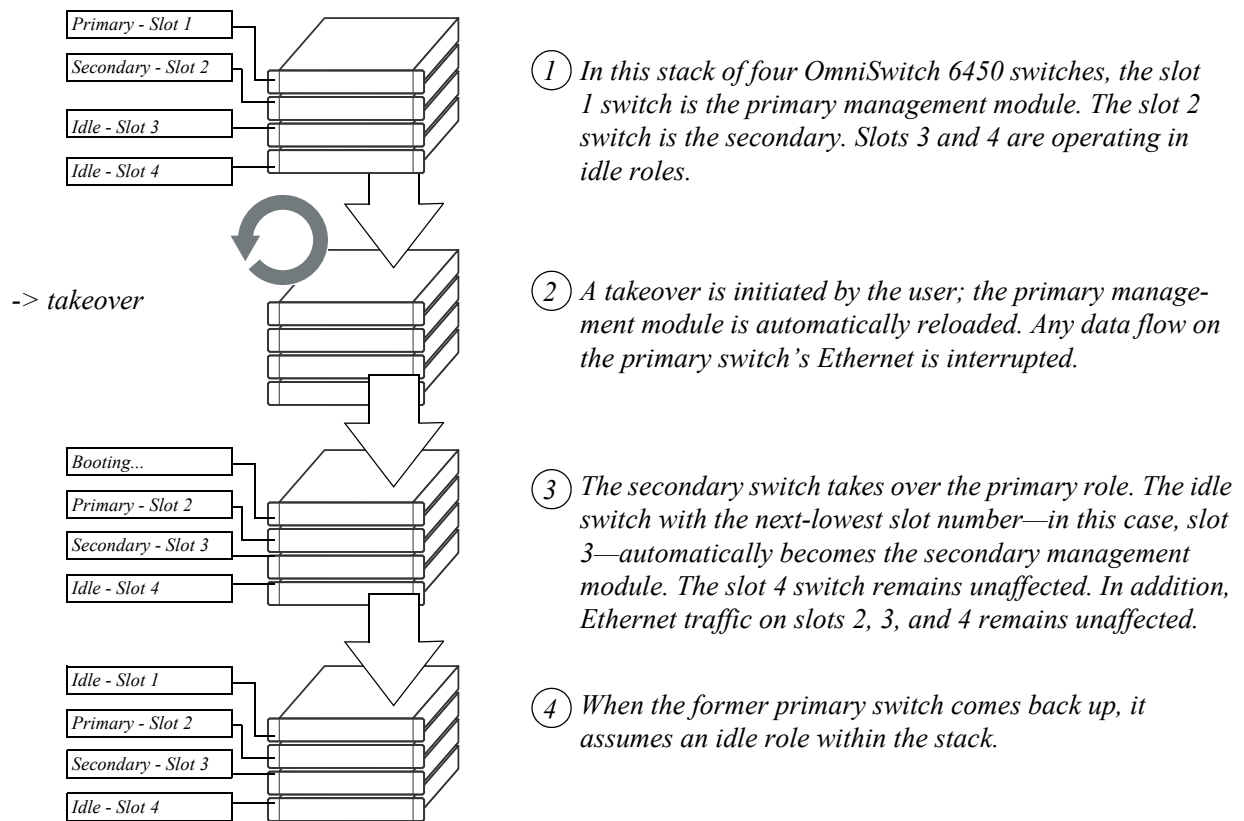 Primary - Slot 1
Secondary - Slot 2
Idle - Slot 3
Idle - Slot 4
1 In this stack of four OmniSwitch 6450 switches, the slot
1 switch is the primary management module. The slot 2
switch is the secondary. Slots 3 and 4 are operating in
idle roles.
-> takeover
2 A takeover is initiated by the user; the primary manage-
ment module is automatically reloaded. Any data flow on
the primary switch’s Ethernet is interrupted.
Booting...
Primary - Slot 2
Secondary - Slot 3
Idle - Slot 4
3 The secondary switch takes over the primary role. The idle
switch with the next-lowest slot number—in this case, slot
3—automatically becomes the secondary management
module. The slot 4 switch remains unaffected. In addition,
Ethernet traffic on slots 2, 3, and 4 remains unaffected.
Idle - Slot 1
Primary - Slot 2
Secondary - Slot 3
Idle - Slot 4
4 When the former primary switch comes back up, it
assumes an idle role within the stack.